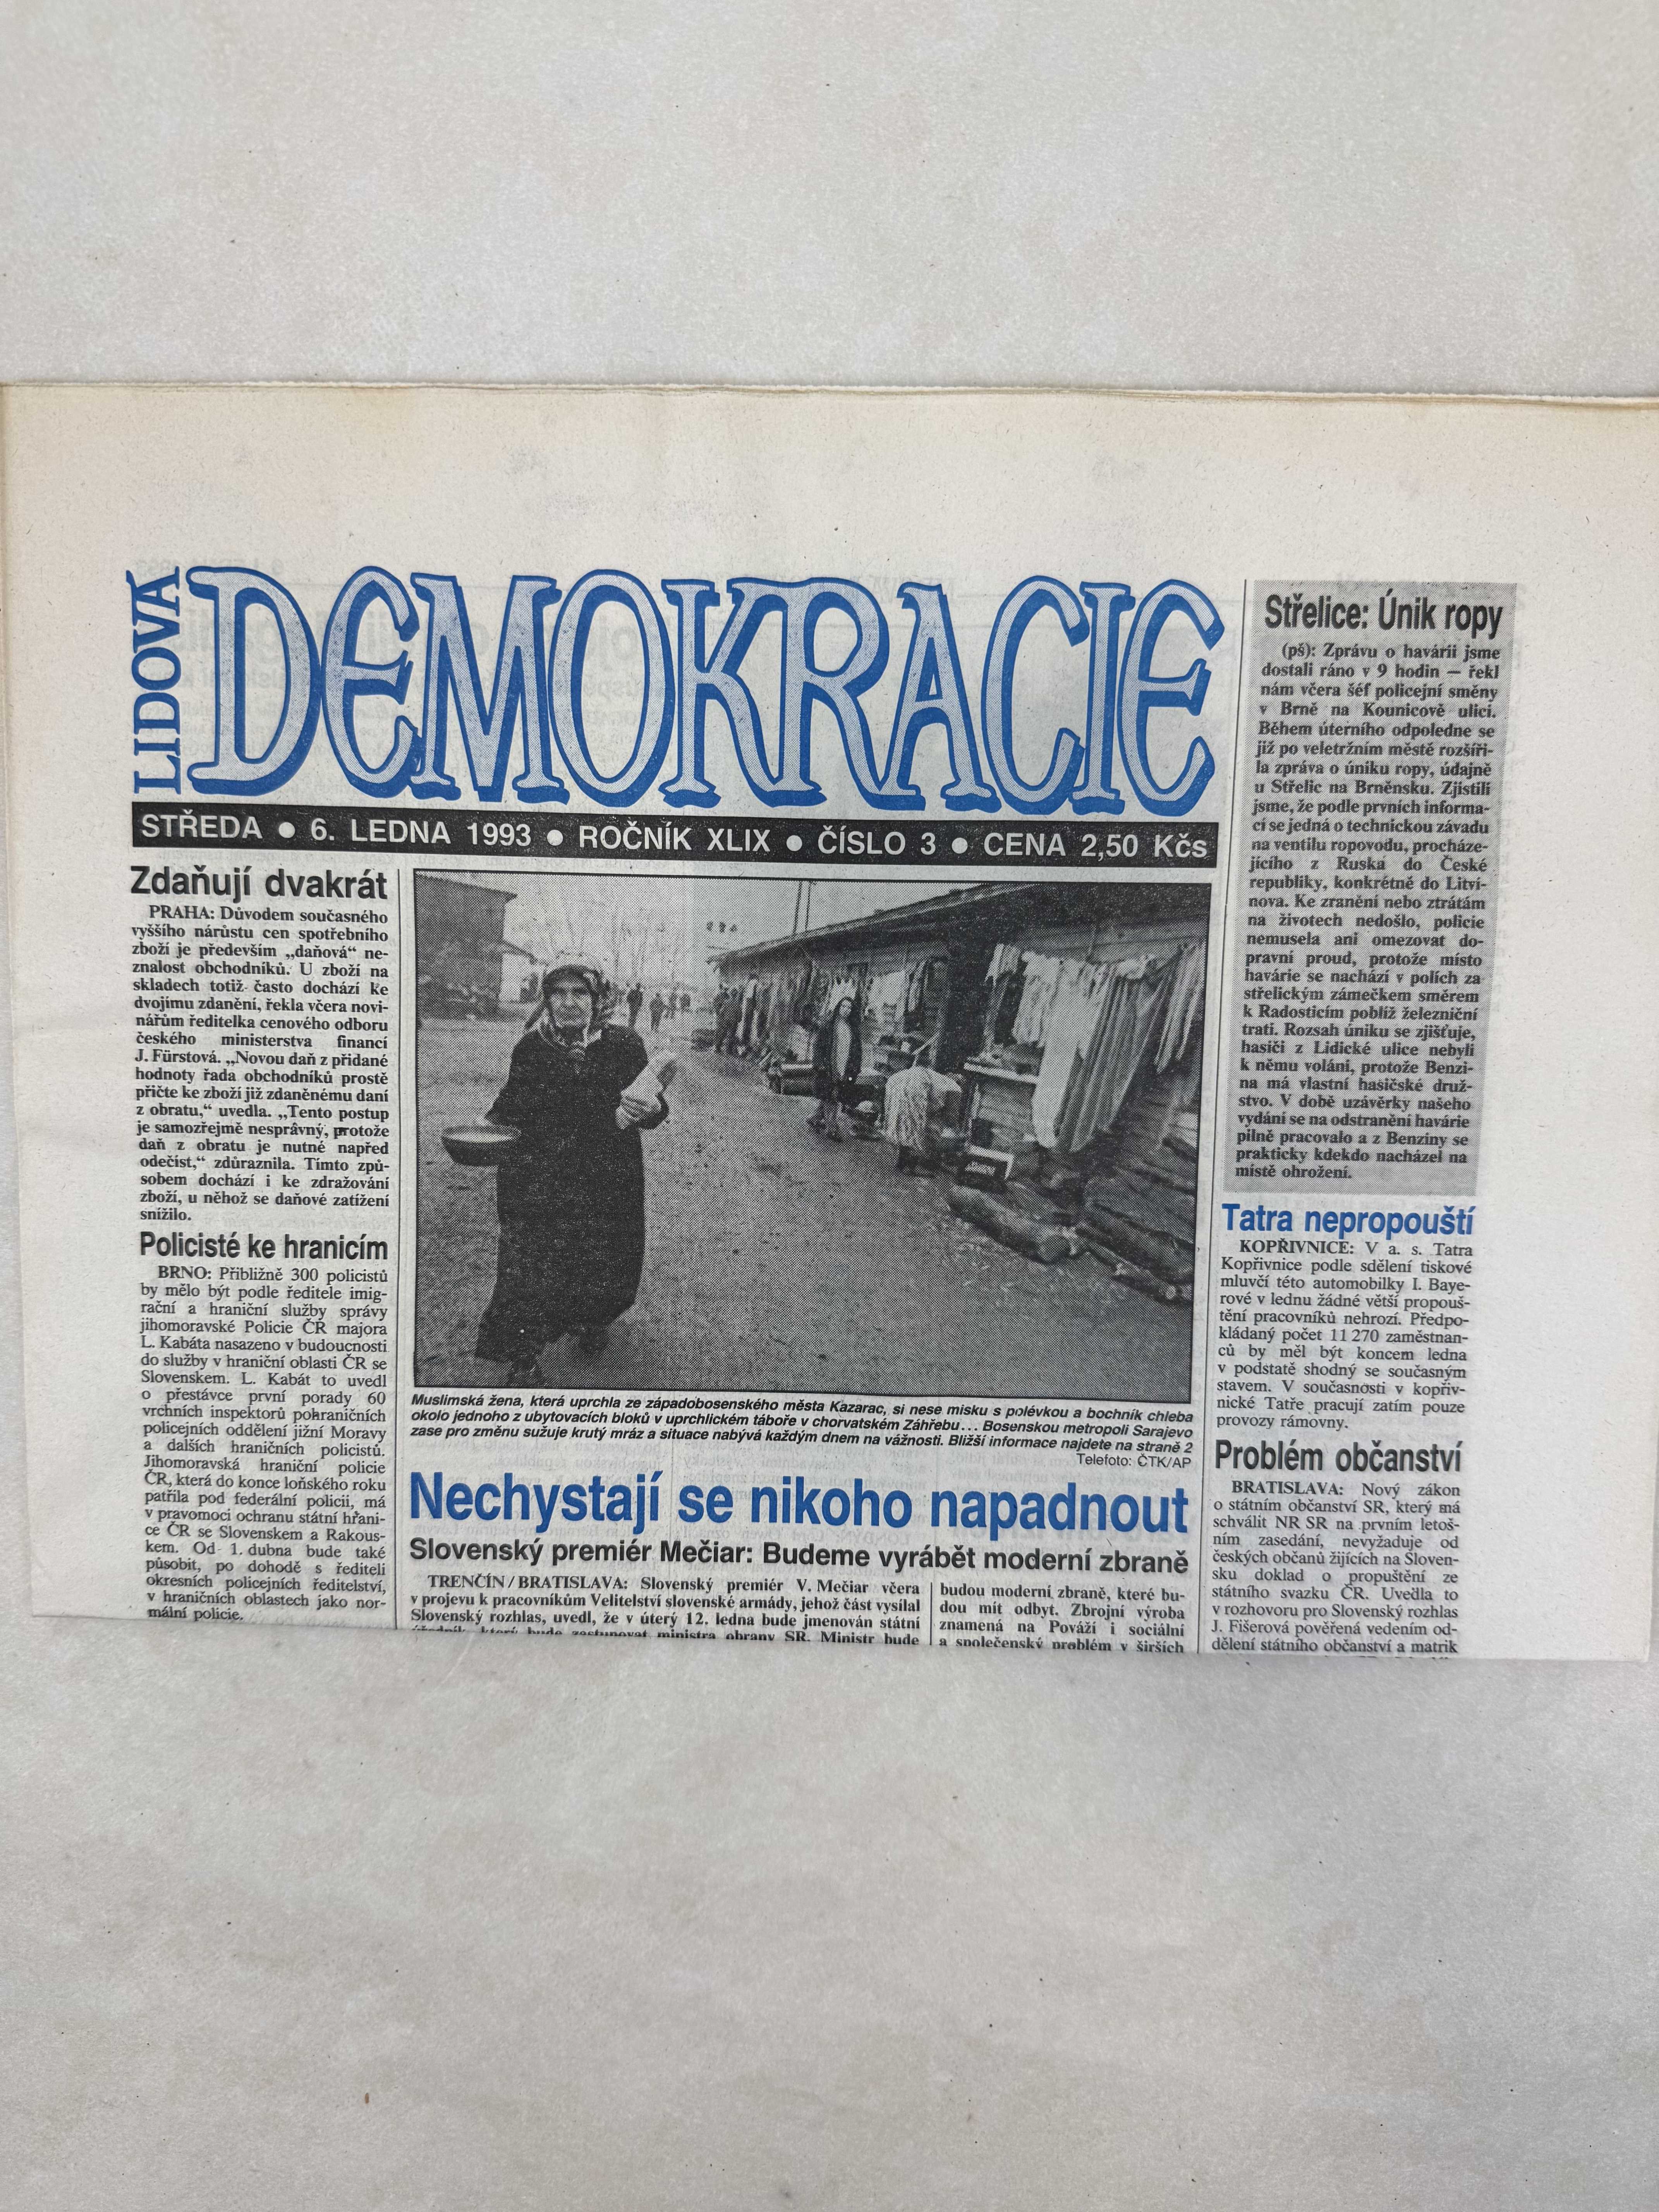 LIDOVÁ
DEMOKRACIE
STŘEDA ● 6. LEDNA 1993 ● ROČNÍK XLIX ● ČÍSLO 3 ● CENA 2,50 Kčs
Zdaňují dvakrát
PRAHA: Důvodem současného
vyššího nárůstu cen spotřebního
zboží je především „daňová“ ne-
znalost obchodníků. U zboží na
skladech totiž často dochází ke
dvojímu zdanění, řekla včera novi-
nářům ředitelka cenového odboru
českého ministerstva financí
J. Fürstová. „Novou daň z přidané
hodnoty řada obchodníků prostě
přičte ke zboží již zdaněnému daní
z obratu,“ uvedla. „Tento postup
je samozřejmě nesprávný, protože
daň z obratu je nutné napřed
odečíst,“ zdůraznila. Tímto způ-
sobem dochází i ke zdražování
zboží, u něhož se daňové zatížení
snížilo.
Policisté ke hranicím
BRNO: Přibližně 300 policistů
by mělo být podle ředitele imig-
rační a hraniční služby správy
jihomoravské Policie ČR majora
L. Kabáta nasazeno v budoucnosti
do služby v hraniční oblasti ČR se
Slovenskem. L. Kabát to uvedl
o přestávce první porady 60
vrchních inspektorů pohraničních
policejních oddělení jižní Moravy
a dalších hraničních policistů.
Jihomoravská hraniční policie
ČR, která do konce loňského roku
patřila pod federální policii, má
v pravomoci ochranu státní hrani-
ce ČR se Slovenskem a Rakous-
kem. Od 1. dubna bude také
působit, po dohodě s řediteli
okresních policejních ředitelství,
v hraničních oblastech jako nor-
mální policie.
Muslimská žena, která uprchla ze západobosenského města Kazarac, si nese misku s polévkou a bochník chleba
okolo jednoho z ubytovacích bloků v uprchlickém táboře v chorvatském Záhřebu... Bosenskou metropoli Sarajevo
zase pro změnu sužuje krutý mráz a situace nabývá každým dnem na vážnosti. Bližší informace najdete na straně 2
Telefoto: ČTK/AP
Nechystají se nikoho napadnout
Slovenský premiér Mečiar: Budeme vyrábět moderní zbraně
TRENČÍN/BRATISLAVA: Slovenský premiér V. Mečiar včera
v projevu k pracovníkům Velitelství slovenské armády, jehož část vysílal
Slovenský rozhlas, uvedl, že v úterý 12. ledna bude jmenován státní
úředník, který bude zastupovat ministra obrany SR. Ministr bude
budou moderní zbraně, které bu-
dou mít odbyt. Zbrojní výroba
znamená na Považí i sociální
a společenský problém v širších
Střelice: Únik ropy
(pš): Zprávu o havárii jsme
dostali ráno v 9 hodin — řekl
nám včera šéf policejní směny
v Brně na Kounicově ulici.
Během úterního odpoledne se
již po veletržním městě rozšíři-
la zpráva o úniku ropy, údajně
u Střelic na Brněnsku. Zjistili
jsme, že podle prvních informa-
cí se jedná o technickou závadu
na ventilu ropovodu, procháze-
jícího z Ruska do České
republiky, konkrétně do Litví-
nova. Ke zranění nebo ztrátám
na životech nedošlo, policie
nemusela ani omezovat do-
pravní proud, protože místo
havárie se nachází v polích za
střelickým zámečkem směrem
k Radosticím poblíž železniční
trati. Rozsah úniku se zjišťuje,
hasiči z Lidické ulice nebyli
k němu voláni, protože Benzi-
na má vlastní hasičské druž-
stvo. V době uzávěrky našeho
vydání se na odstranění havárie
pilně pracovalo a z Benziny se
prakticky kdekdo nacházel na
místě ohrožení.
Tatra nepropouští
KOPŘIVNICE: V a. s. Tatra
Kopřivnice podle sdělení tiskové
mluvčí této automobilky I. Baye-
rové v lednu žádné větší propouš-
tění pracovníků nehrozí. Předpo-
kládaný počet 11 270 zaměstnan-
ců by měl být koncem ledna
v podstatě shodný se současným
stavem. V současnosti v kopřiv-
nické Tatře pracují zatím pouze
provozy rámovny.
Problém občanství
BRATISLAVA: Nový zákon
o státním občanství SR, který má
schválit NR SR na prvním letoš-
ním zasedání, nevyžaduje od
českých občanů žijících na Sloven-
sku doklad o propuštění ze
státního svazku ČR. Uvedla to
v rozhovoru pro Slovenský rozhlas
J. Fišerová pověřená vedením od-
dělení státního občanství a matrik